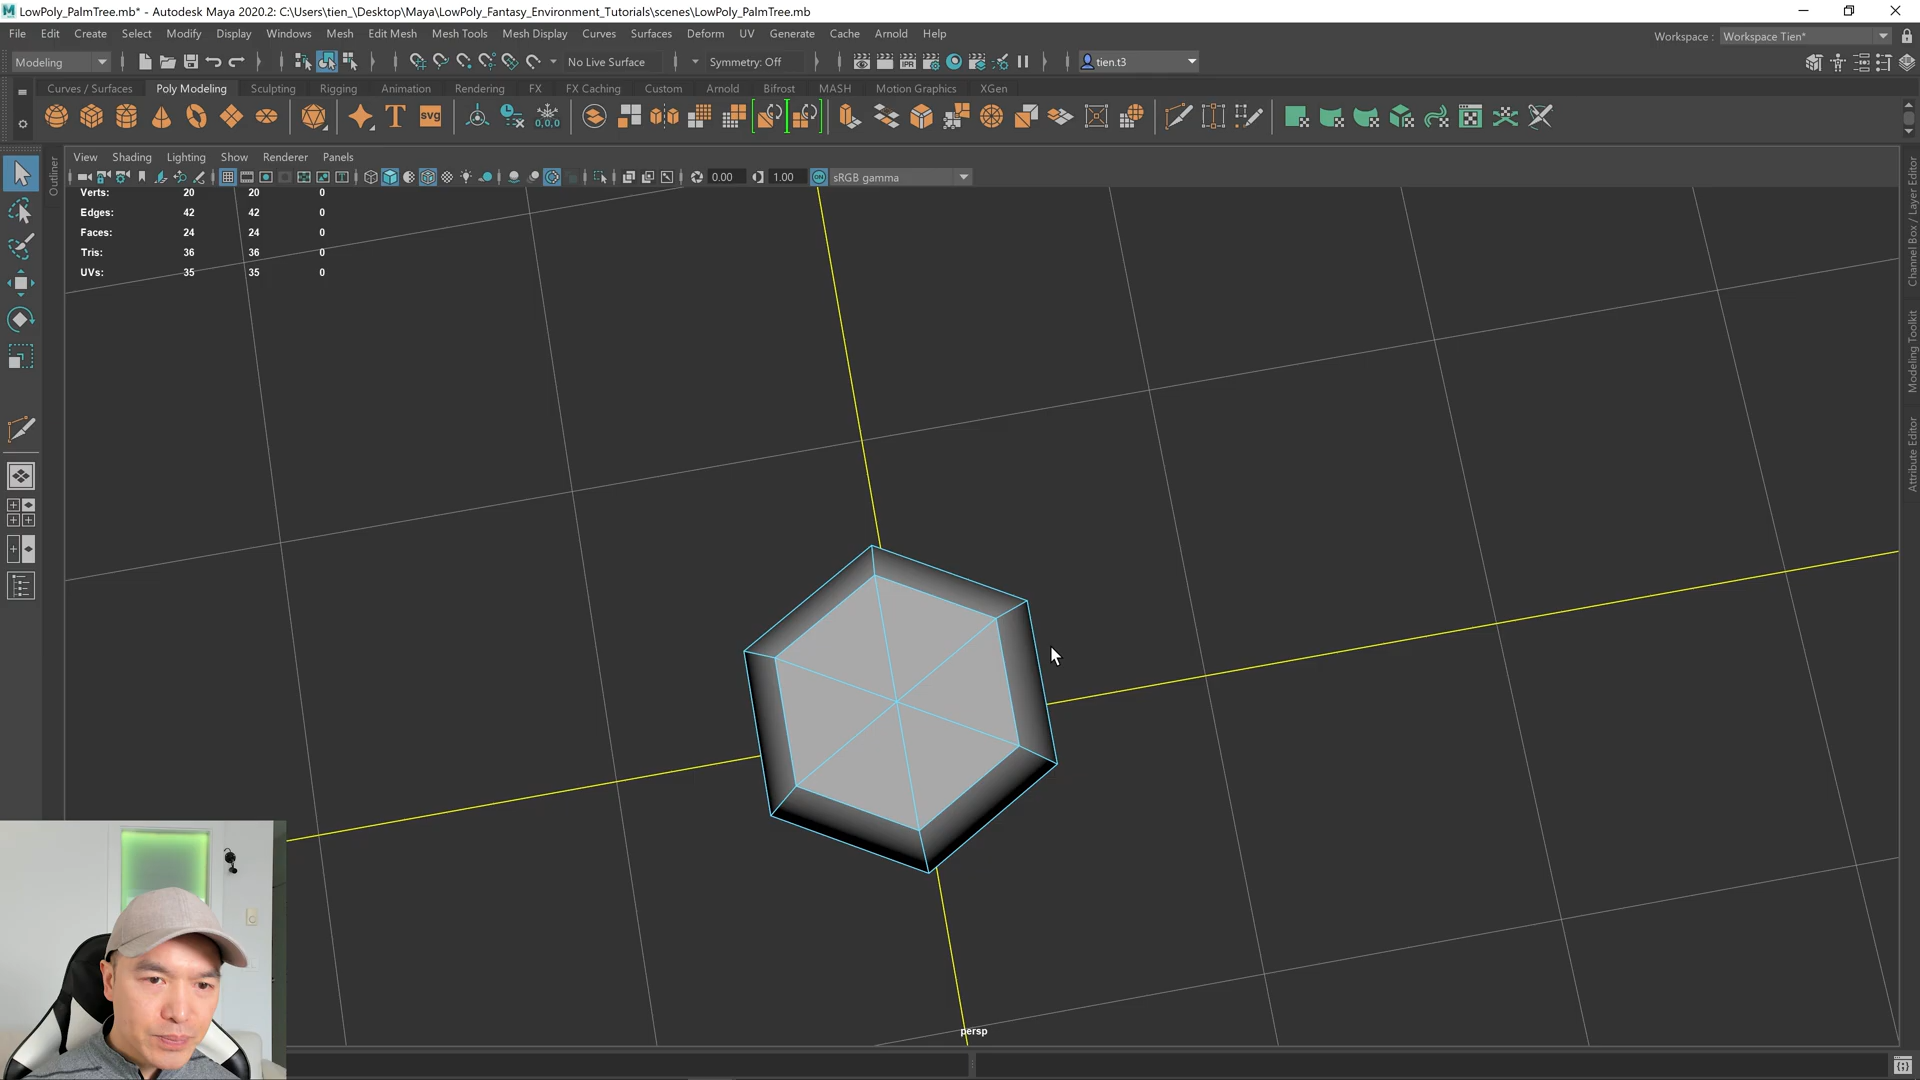 LowPoly_PalmTree.mb* - Autodesk Maya 2020.2: C:\Users\tien_\Desktop\Maya\LowPoly_Fantasy_Environment_Tutorials\scenes\LowPoly_PalmTree.mb
File Edit Create Select Modify Display Windows Mesh Edit Mesh Mesh Tools Mesh Display Curves Surfaces Deform UV Generate Cache Arnold Help
Workspace : Workspace Tien*
Modeling No Live Surface Symmetry: Off tien.t3
Curves / Surfaces Poly Modeling Sculpting Rigging Animation Rendering FX FX Caching Custom Arnold Bifrost MASH Motion Graphics XGen
T svg 0,0,0
View Shading Lighting Show Renderer Panels
0.00 1.00 ON sRGB gamma
Outliner
Verts: 20 20 0
Edges: 42 42 0
Faces: 24 24 0
Tris: 36 36 0
UVs: 35 35 0
Channel Box / Layer Editor
Modeling Toolkit
Attribute Editor
persp